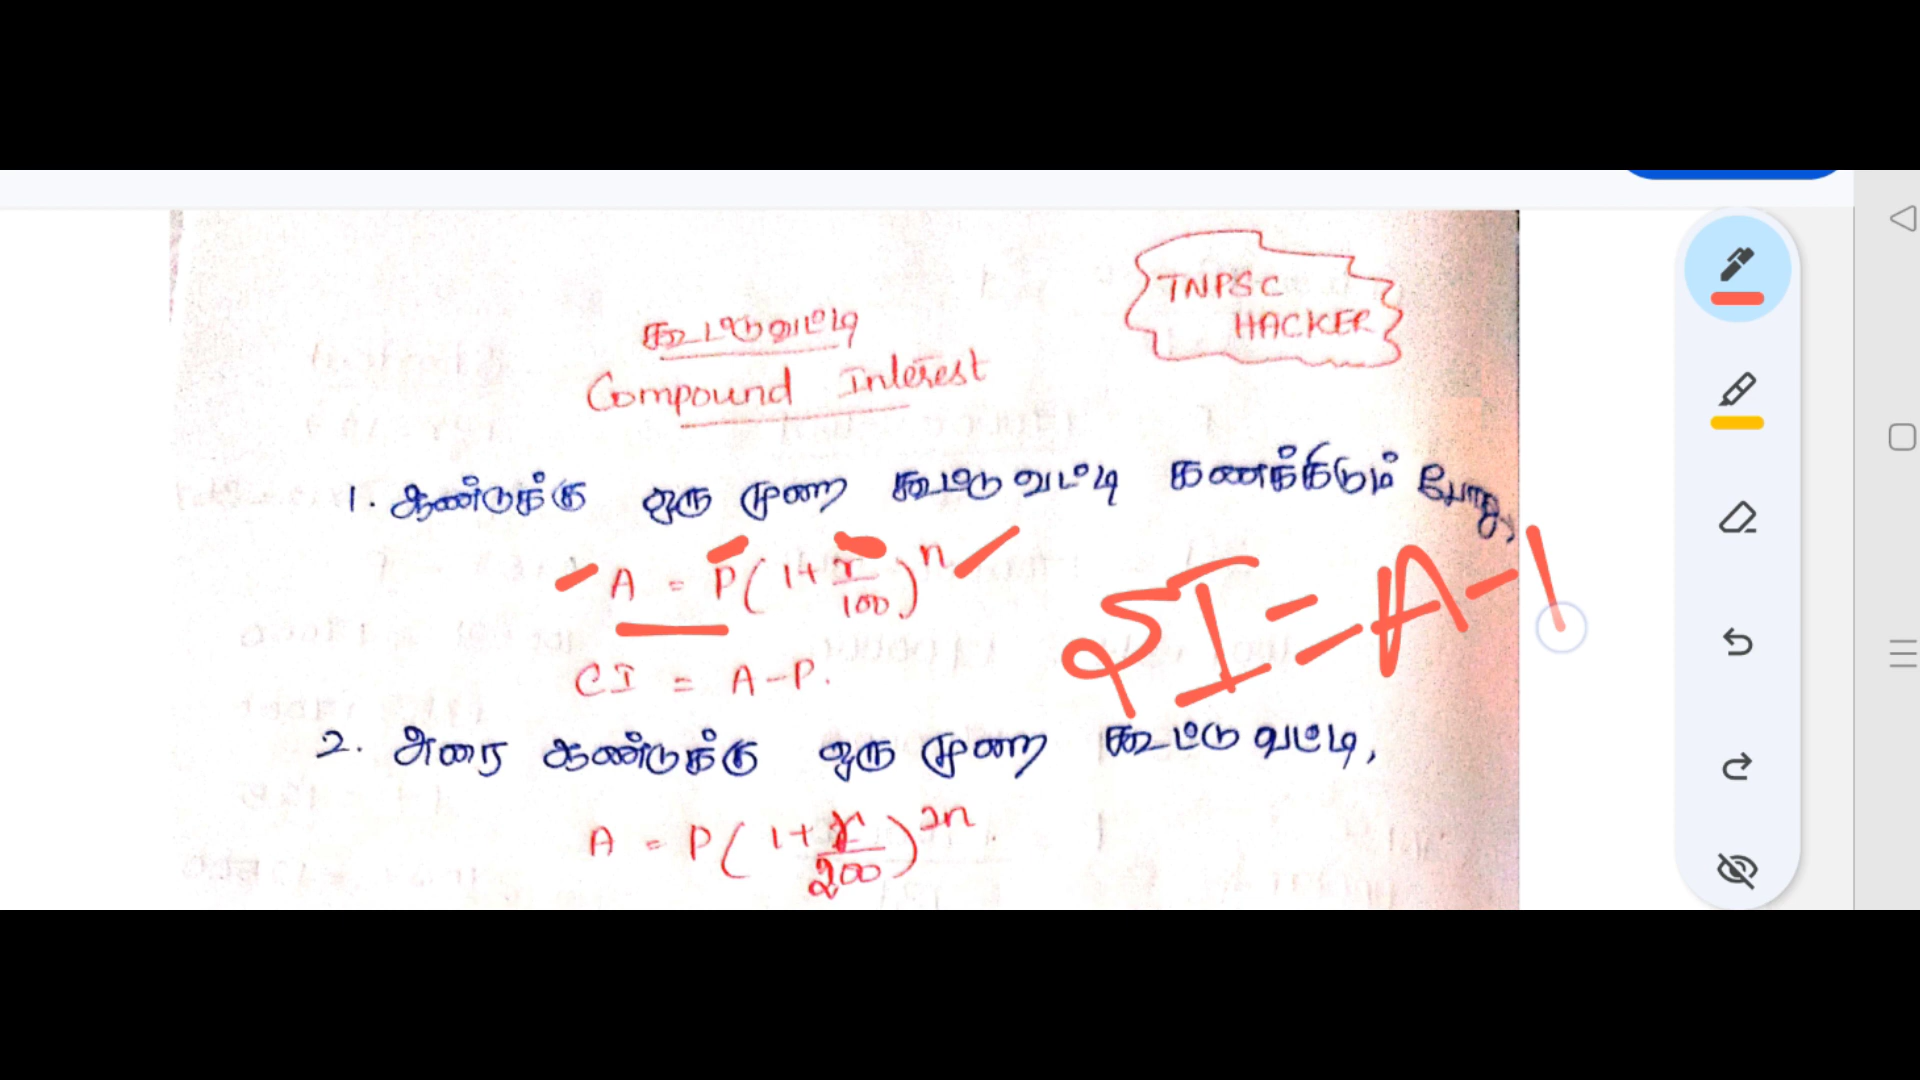 TNPSC
HACKER
கூட்டுவட்டி
Compound Interest
1. ஆண்டுக்கு ஒரு முறை கூட்டு வட்டி கணக்கிடும் போது,
A = P(1+r/100)^n
CI = A-P.
SI = A-
2. அரை ஆண்டுக்கு ஒரு முறை கூட்டு வட்டி,
A = P(1+r/200)^2n.